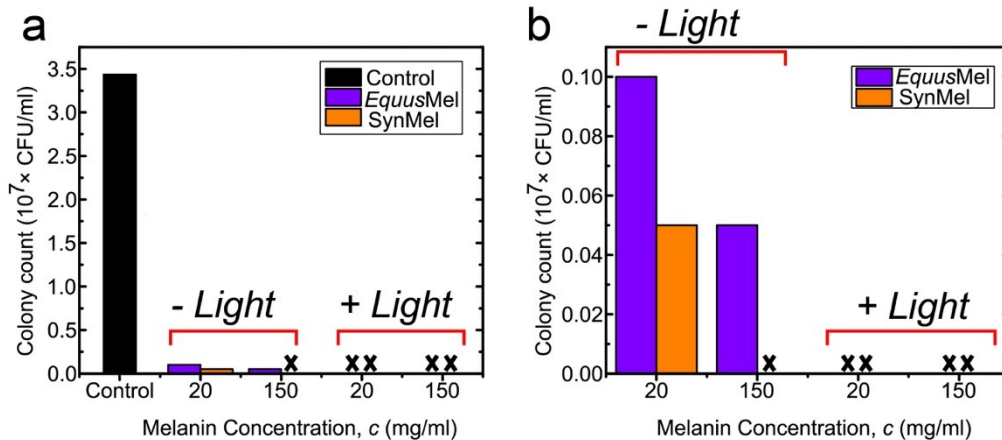 a
Colony count (10⁷× CFU/ml)
3.5
3.0
2.5
2.0
1.5
1.0
0.5
0.0
Control
EquusMel
SynMel
- Light
+ Light
x
x x
x x
Control
20
150
20
150
Melanin Concentration, c (mg/ml)
b
- Light
Colony count (10⁷× CFU/ml)
0.10
0.08
0.06
0.04
0.02
0.00
EquusMel
SynMel
+ Light
x
x x
x x
20
150
20
150
Melanin Concentration, c (mg/ml)